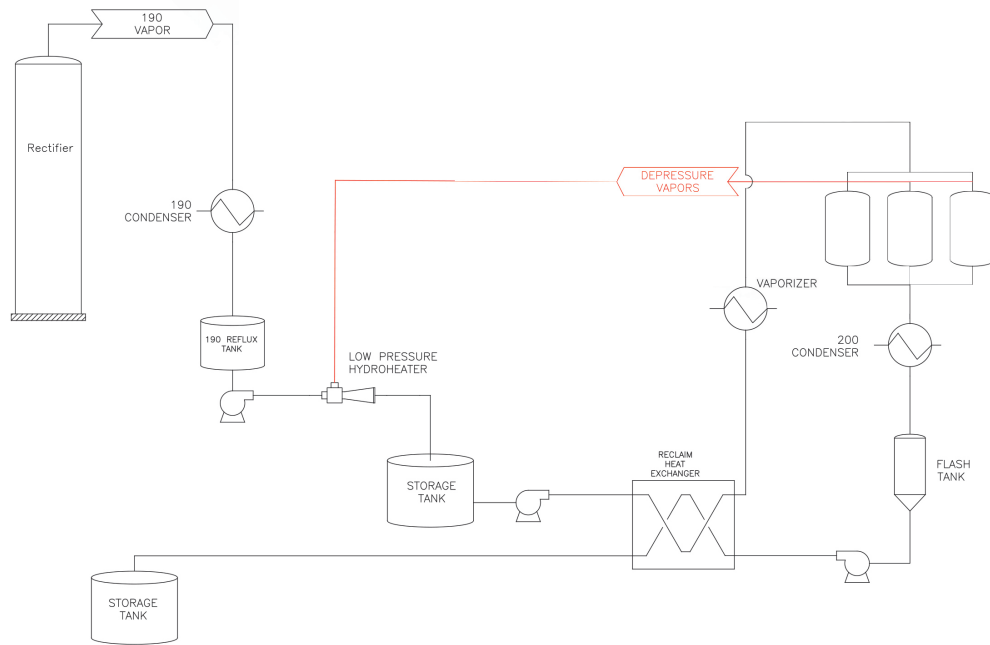 190
VAPOR
Rectifier
DEPRESSURE
VAPORS
190
CONDENSER
VAPORIZER
190 REFLUX
TANK
200
CONDENSER
LOW PRESSURE
HYDROHEATER
RECLAIM
HEAT
EXCHANGER
FLASH
TANK
STORAGE
TANK
STORAGE
TANK